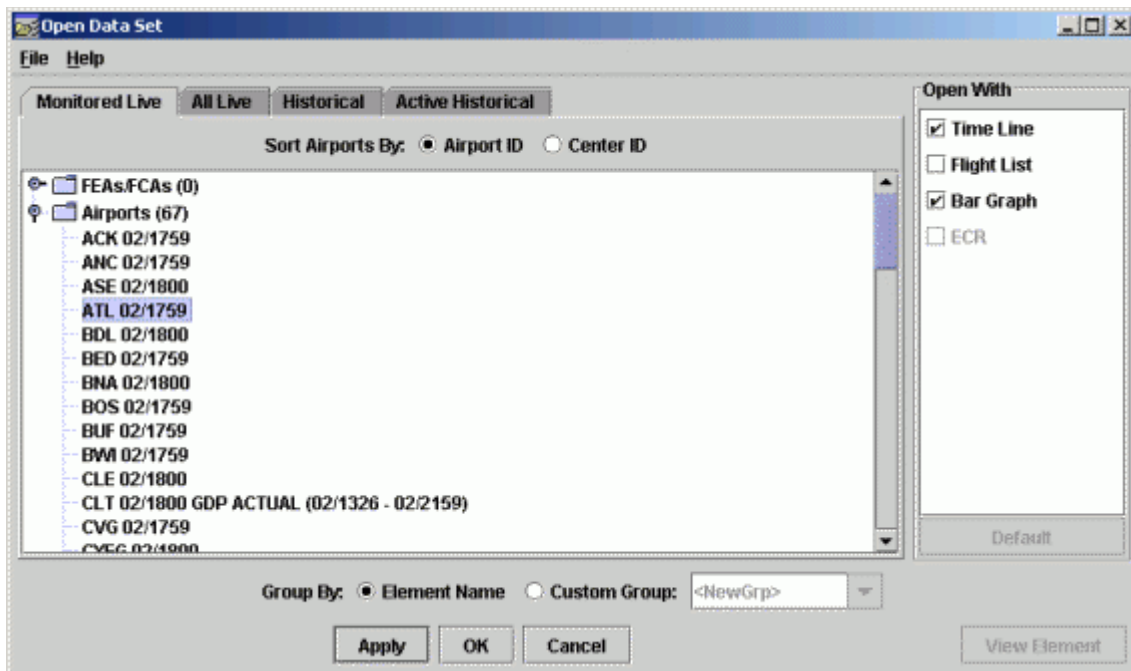 Open Data Set
File Help
Monitored Live All Live Historical Active Historical
Sort Airports By: Airport ID Center ID
FEAs/FCAs (0)
Airports (67)
ACK 02/1759
ANC 02/1759
ASE 02/1800
ATL 02/1759
BDL 02/1800
BED 02/1759
BNA 02/1800
BOS 02/1759
BUF 02/1759
BWI 02/1759
CLE 02/1800
CLT 02/1800 GDP ACTUAL (02/1326 - 02/2159)
CVG 02/1759
CYEG 02/1800
Open With
Time Line
Flight List
Bar Graph
ECR
Default
Group By: Element Name Custom Group: <NewGrp>
Apply OK Cancel View Element